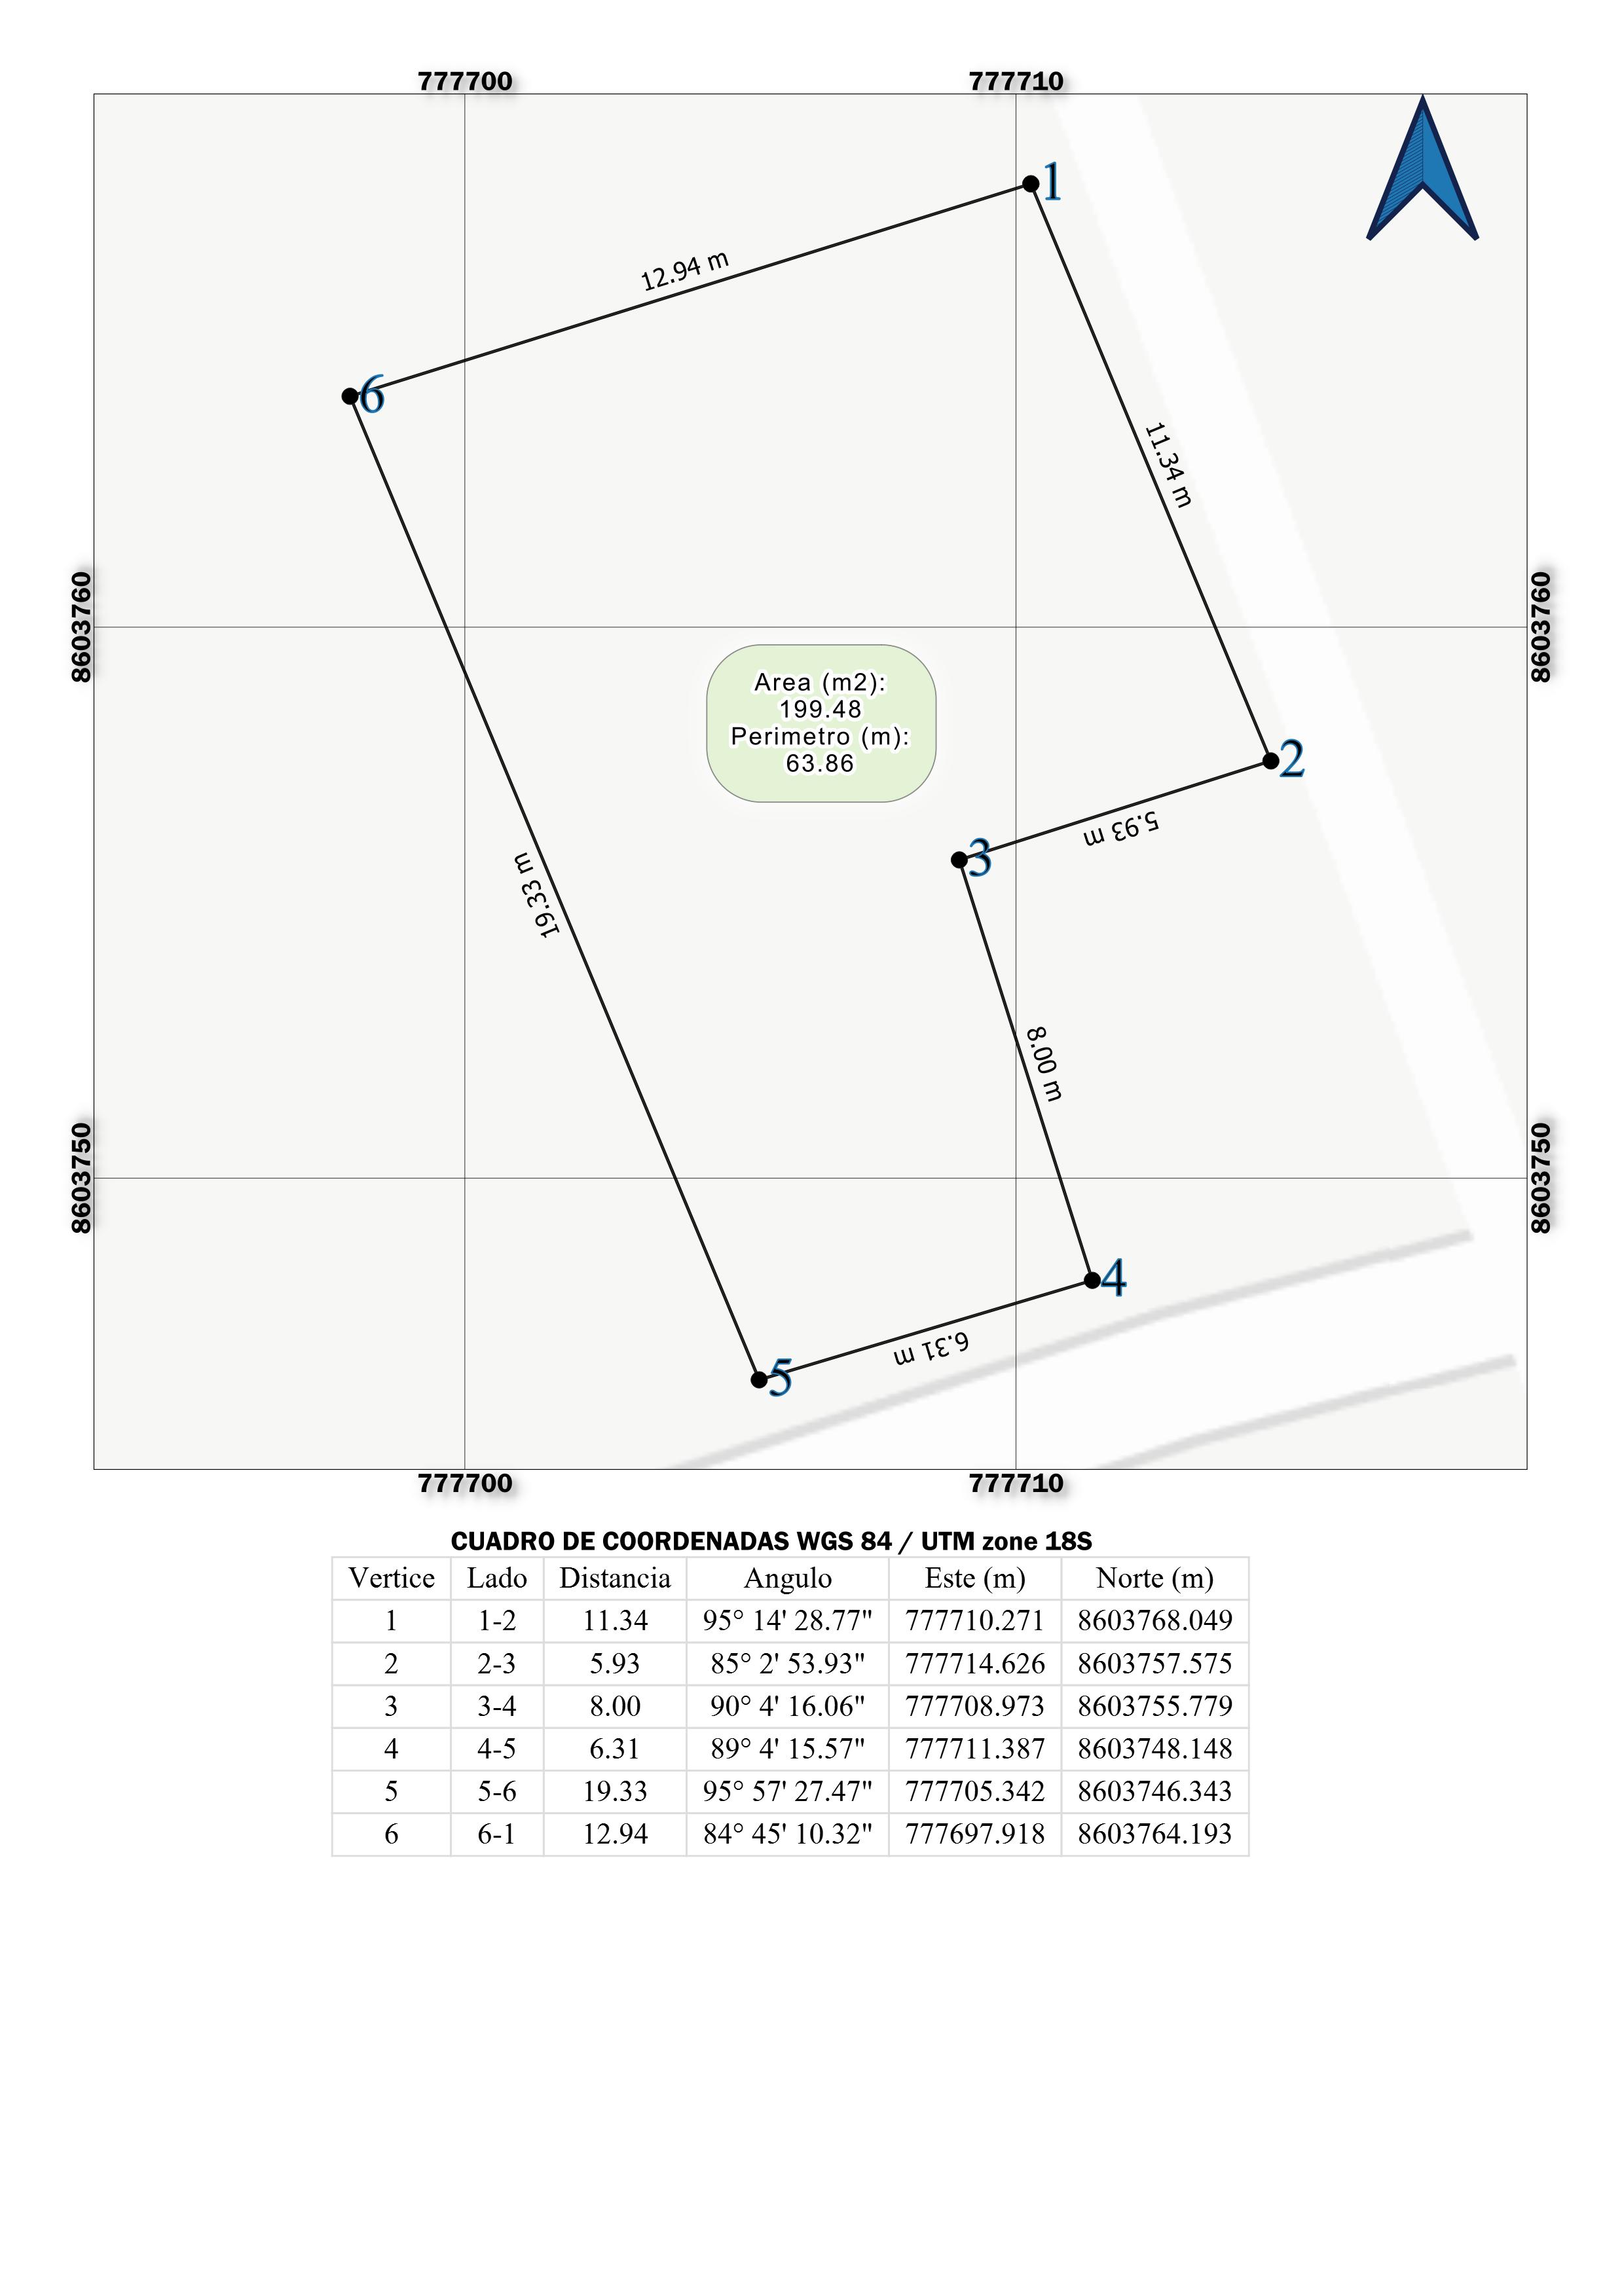 777700 777710
1
12.94 m
6
11.34 m
8603760 8603760
Area (m2):
199.48
Perimetro (m):
63.86
2
5.93 m
3
19.33 m
8.00 m
8603750 8603750
4
6.31 m
5
777700 777710
CUADRO DE COORDENADAS WGS 84 / UTM zone 18S
Vertice Lado Distancia Angulo Este (m) Norte (m)
1 1-2 11.34 95° 14' 28.77" 777710.271 8603768.049
2 2-3 5.93 85° 2' 53.93" 777714.626 8603757.575
3 3-4 8.00 90° 4' 16.06" 777708.973 8603755.779
4 4-5 6.31 89° 4' 15.57" 777711.387 8603748.148
5 5-6 19.33 95° 57' 27.47" 777705.342 8603746.343
6 6-1 12.94 84° 45' 10.32" 777697.918 8603764.193